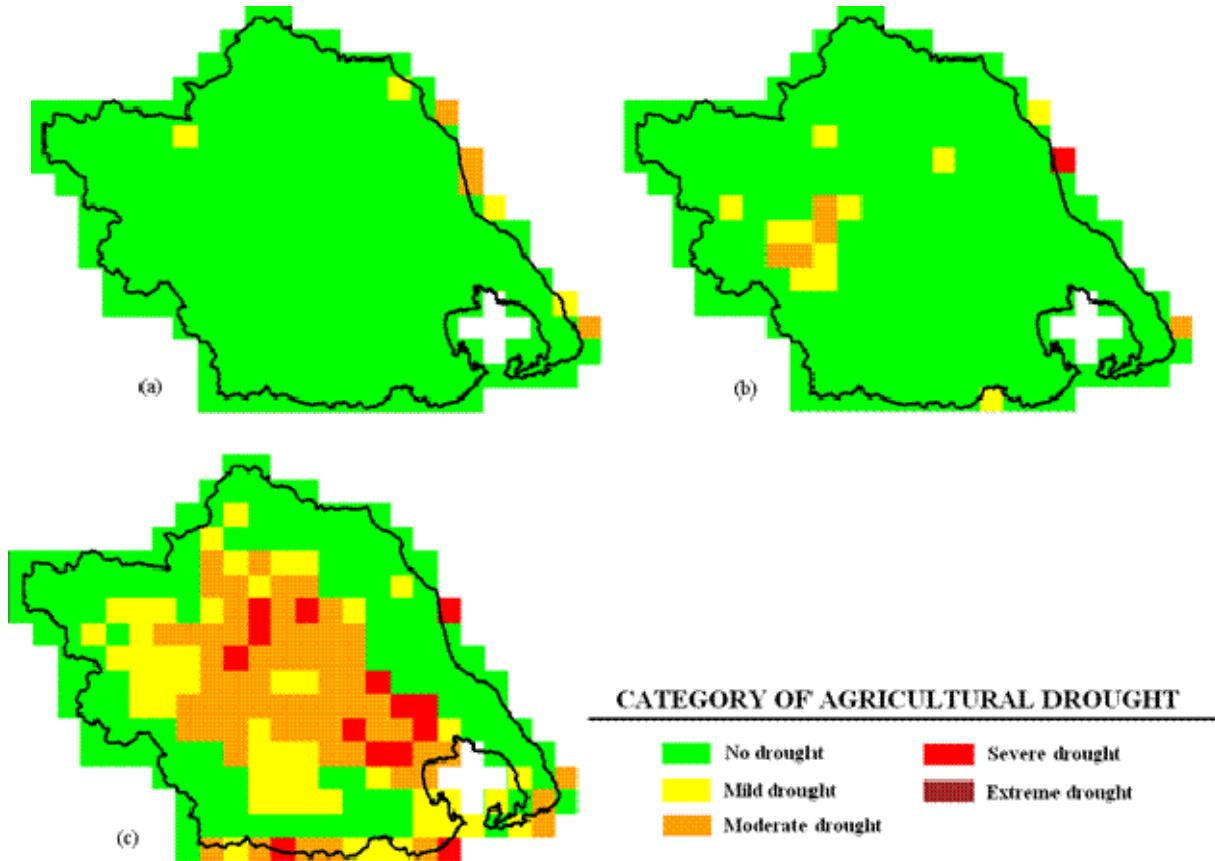 (a)
(b)
(c)
CATEGORY OF AGRICULTURAL DROUGHT
No drought
Severe drought
Mild drought
Extreme drought
Moderate drought